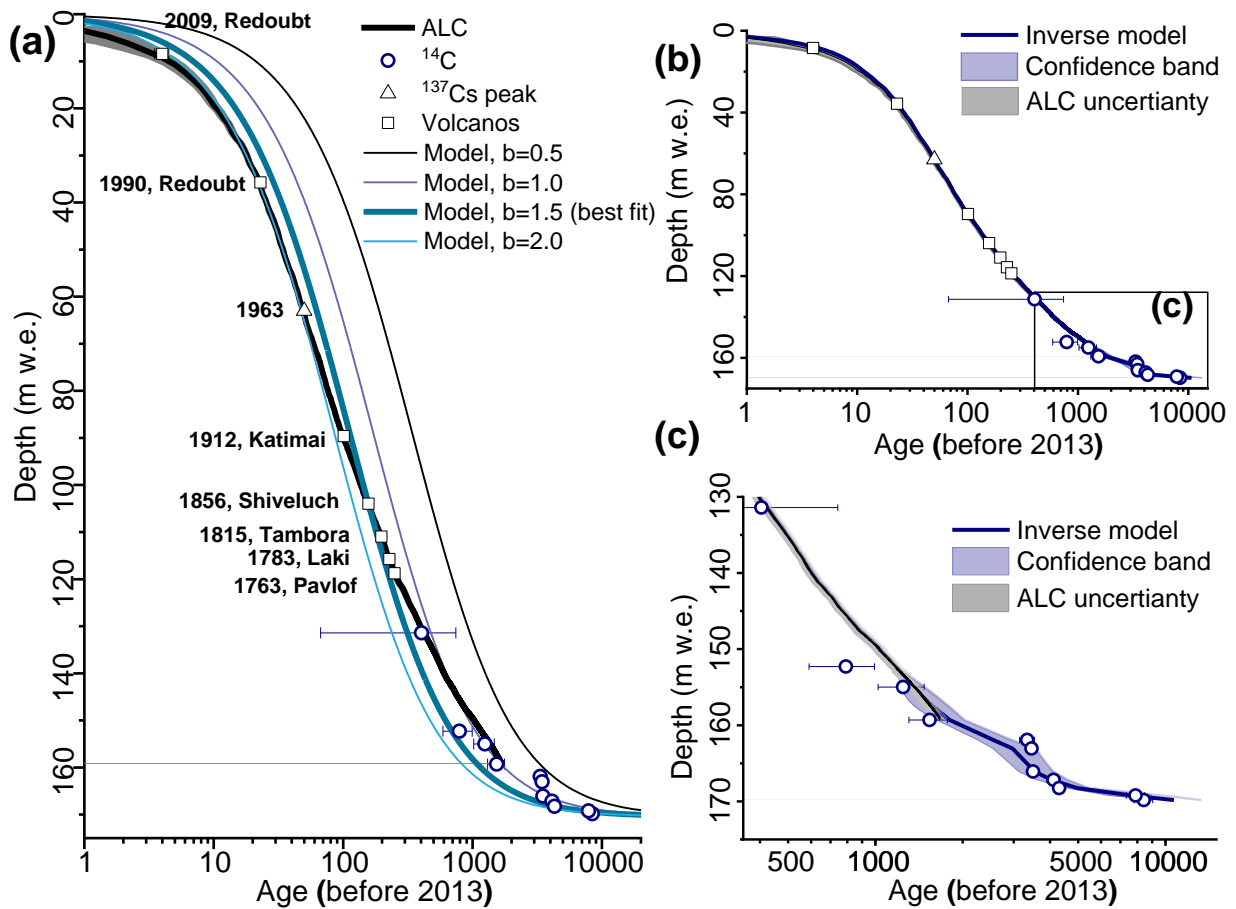 (a)
2009, Redoubt
ALC
14C
137Cs peak
Volcanos
Model, b=0.5
Model, b=1.0
Model, b=1.5 (best fit)
Model, b=2.0
1990, Redoubt
1963
1912, Katimai
1856, Shiveluch
1815, Tambora
1783, Laki
1763, Pavlof
Depth (m w.e.)
0
20
40
60
80
100
120
140
160
1 10 100 1000 10000
Age (before 2013)
(b)
Inverse model
Confidence band
ALC uncertianty
(c)
Depth (m w.e.)
0
40
80
120
160
1 10 100 1000 10000
Age (before 2013)
(c)
Inverse model
Confidence band
ALC uncertianty
Depth (m w.e.)
130
140
150
160
170
500 1000 5000 10000
Age (before 2013)